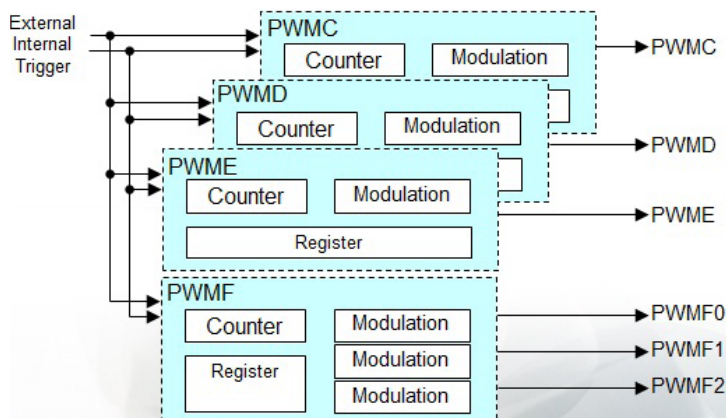 External
Internal
Trigger
PWMC
Counter
Modulation
PWMC
PWMD
Counter
Modulation
PWMD
PWME
Counter
Modulation
Register
PWME
PWMF
Counter
Modulation
Register
Modulation
Modulation
PWMF0
PWMF1
PWMF2